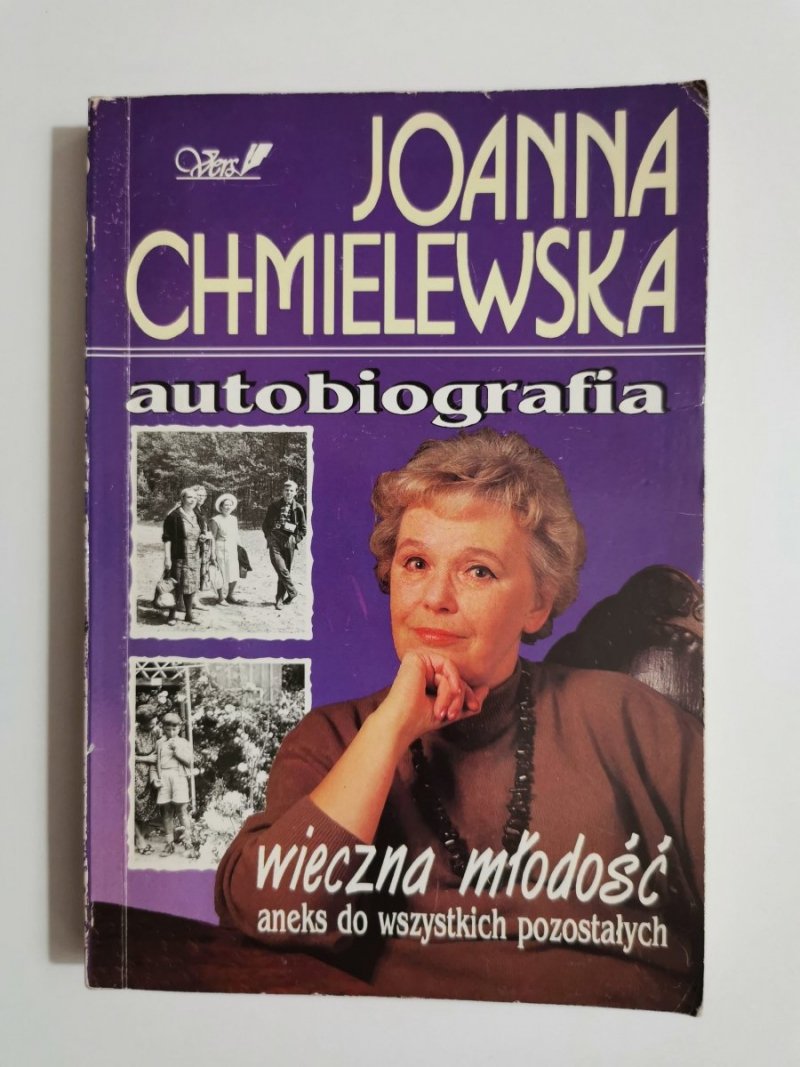 Vers
JOANNA
CHMIELEWSKA
autobiografia
wieczna młodość
aneks do wszystkich pozostałych